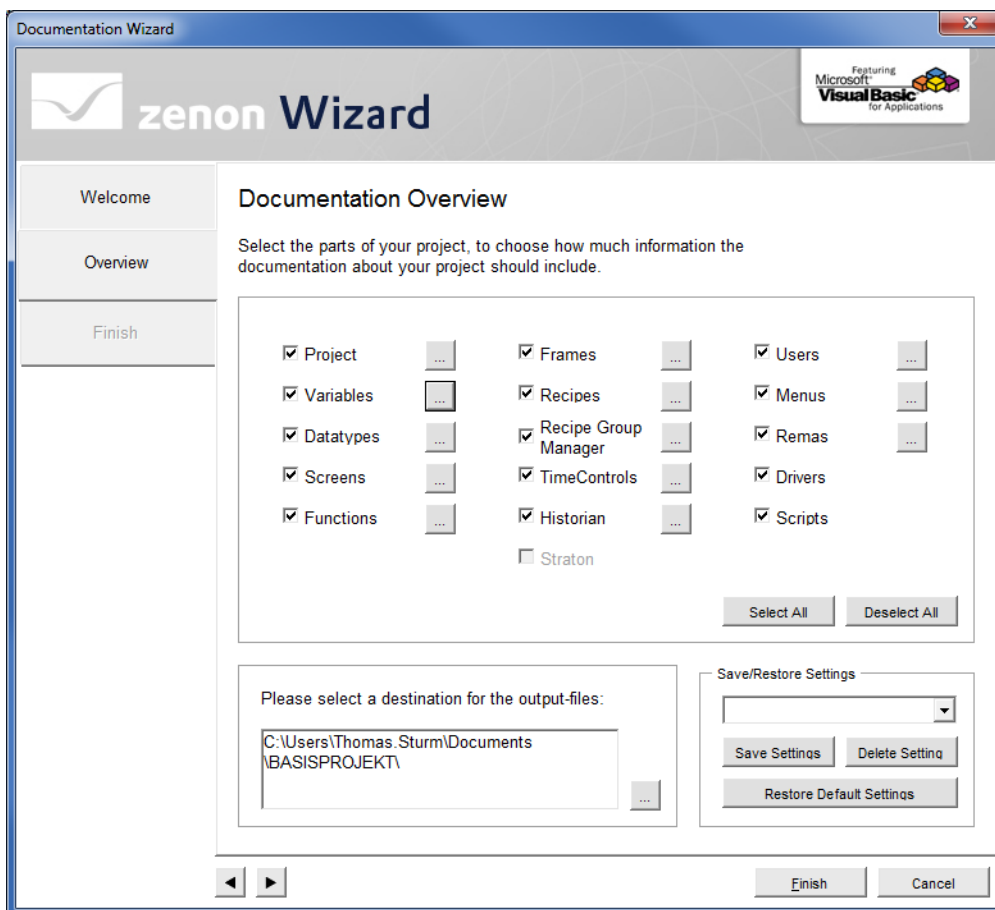 Documentation Wizard
x
Featuring
Microsoft®
Visual Basic
for Applications
zenon Wizard
Welcome
Overview
Finish
Documentation Overview
Select the parts of your project, to choose how much information the
documentation about your project should include.
Project ...
Frames ...
Users ...
Variables ...
Recipes ...
Menus ...
Datatypes ...
Recipe Group
Manager ...
Remas ...
Screens ...
TimeControls ...
Drivers
Functions ...
Historian ...
Scripts
Straton
Select All
Deselect All
Please select a destination for the output-files:
C:\Users\Thomas.Sturm\Documents
\BASISPROJEKT\
...
Save/Restore Settings
Save Settings
Delete Setting
Restore Default Settings
Finish
Cancel